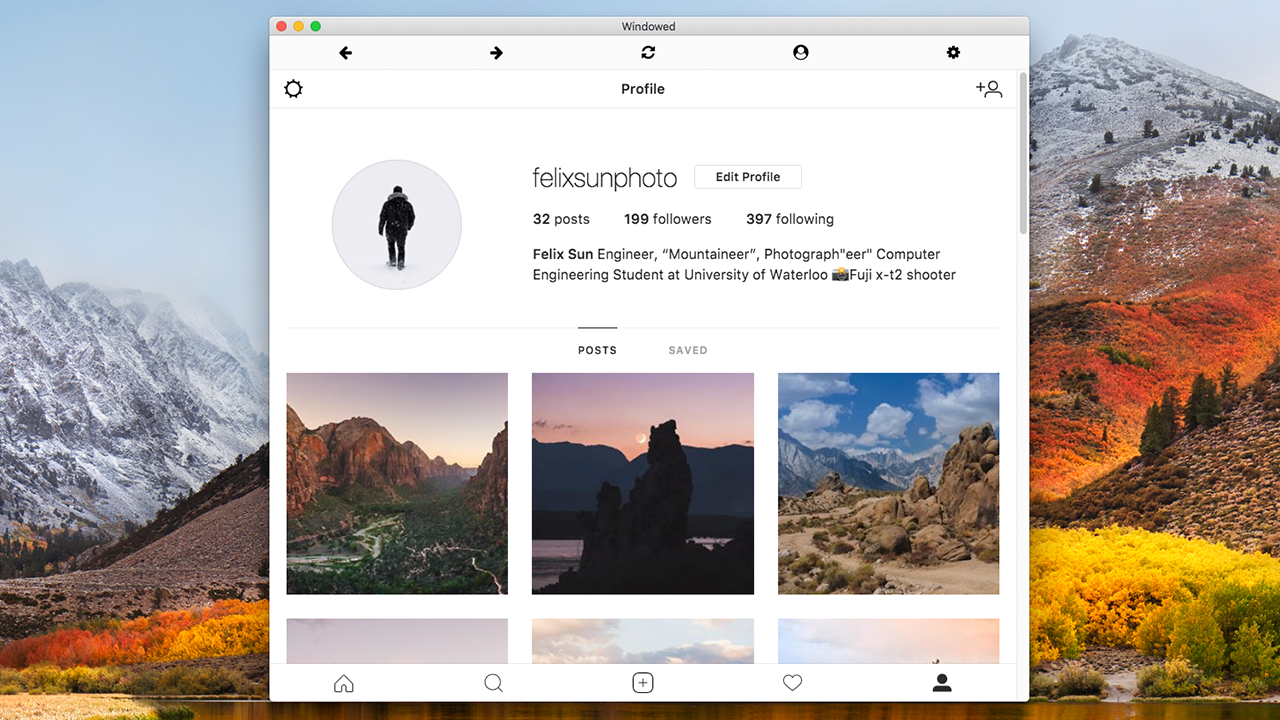 Windowed
Profile
felixsunphoto Edit Profile
32 posts 199 followers 397 following
Felix Sun Engineer, “Mountaineer”, Photograph"eer" Computer
Engineering Student at University of Waterloo 📸Fuji x-t2 shooter
POSTS SAVED